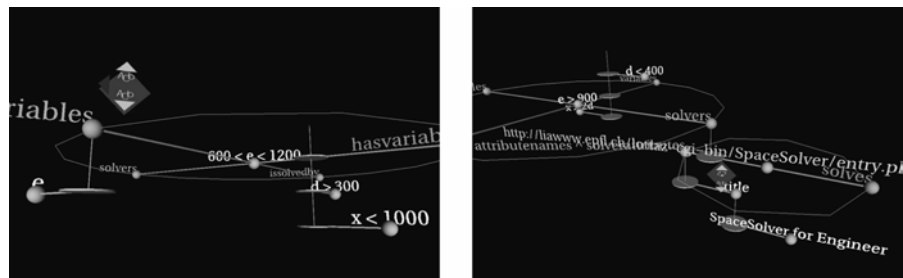 riables
solvers
600 < e < 1200
hasvariab
issolvedby
e
d > 300
x < 1000
d < 400
e > 900
solvers
http://liawww.epfl.ch/
attributenames
gi-bin/SpaceSolver/entry.pl
solves
title
SpaceSolver for Engineer